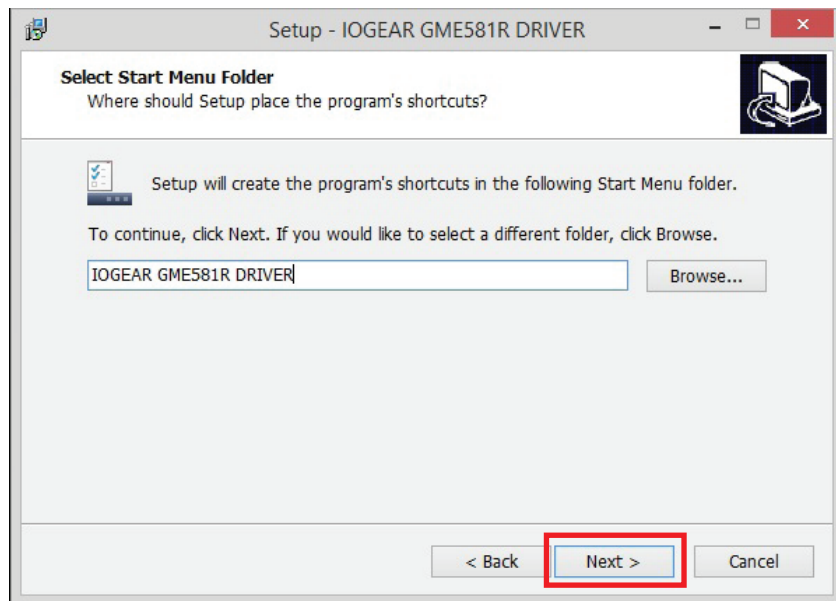 Setup - IOGEAR GME581R DRIVER
Select Start Menu Folder
Where should Setup place the program's shortcuts?
Setup will create the program's shortcuts in the following Start Menu folder.
To continue, click Next. If you would like to select a different folder, click Browse.
IOGEAR GME581R DRIVER
Browse...
< Back
Next >
Cancel